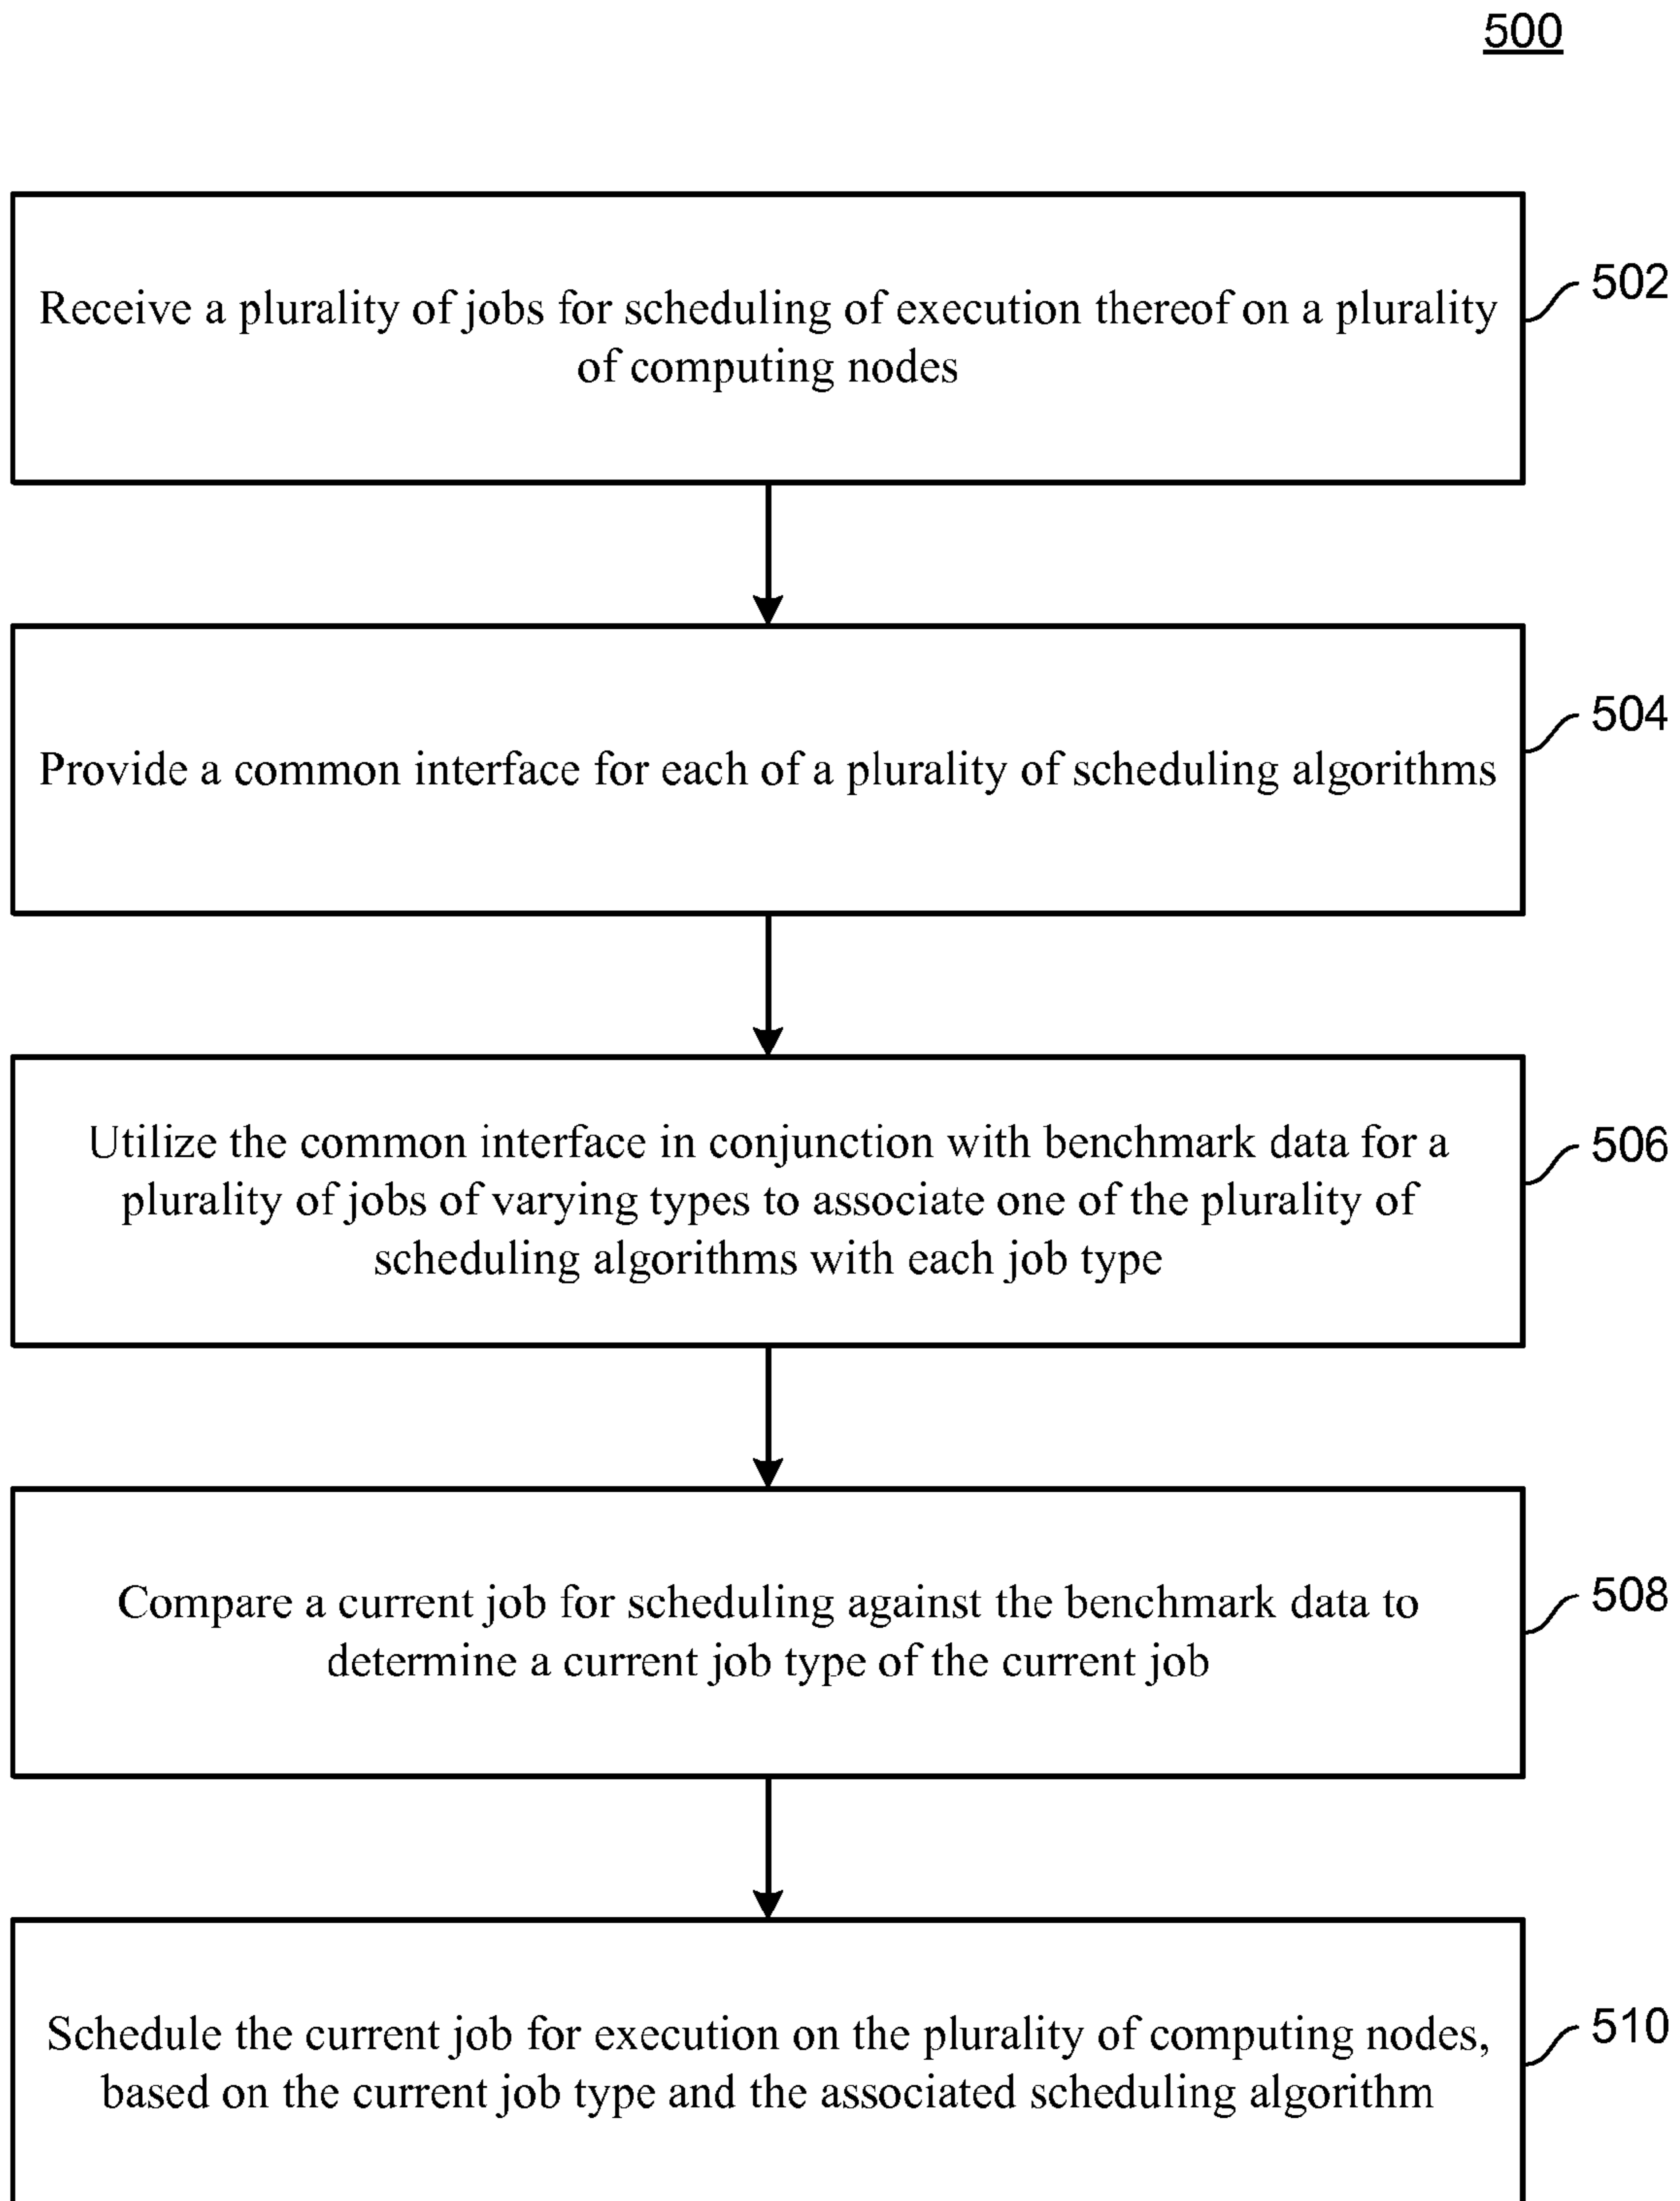 500
Receive a plurality of jobs for scheduling of execution thereof on a plurality
of computing nodes
502
Provide a common interface for each of a plurality of scheduling algorithms
504
Utilize the common interface in conjunction with benchmark data for a
plurality of jobs of varying types to associate one of the plurality of
scheduling algorithms with each job type
506
Compare a current job for scheduling against the benchmark data to
determine a current job type of the current job
508
Schedule the current job for execution on the plurality of computing nodes,
based on the current job type and the associated scheduling algorithm
510